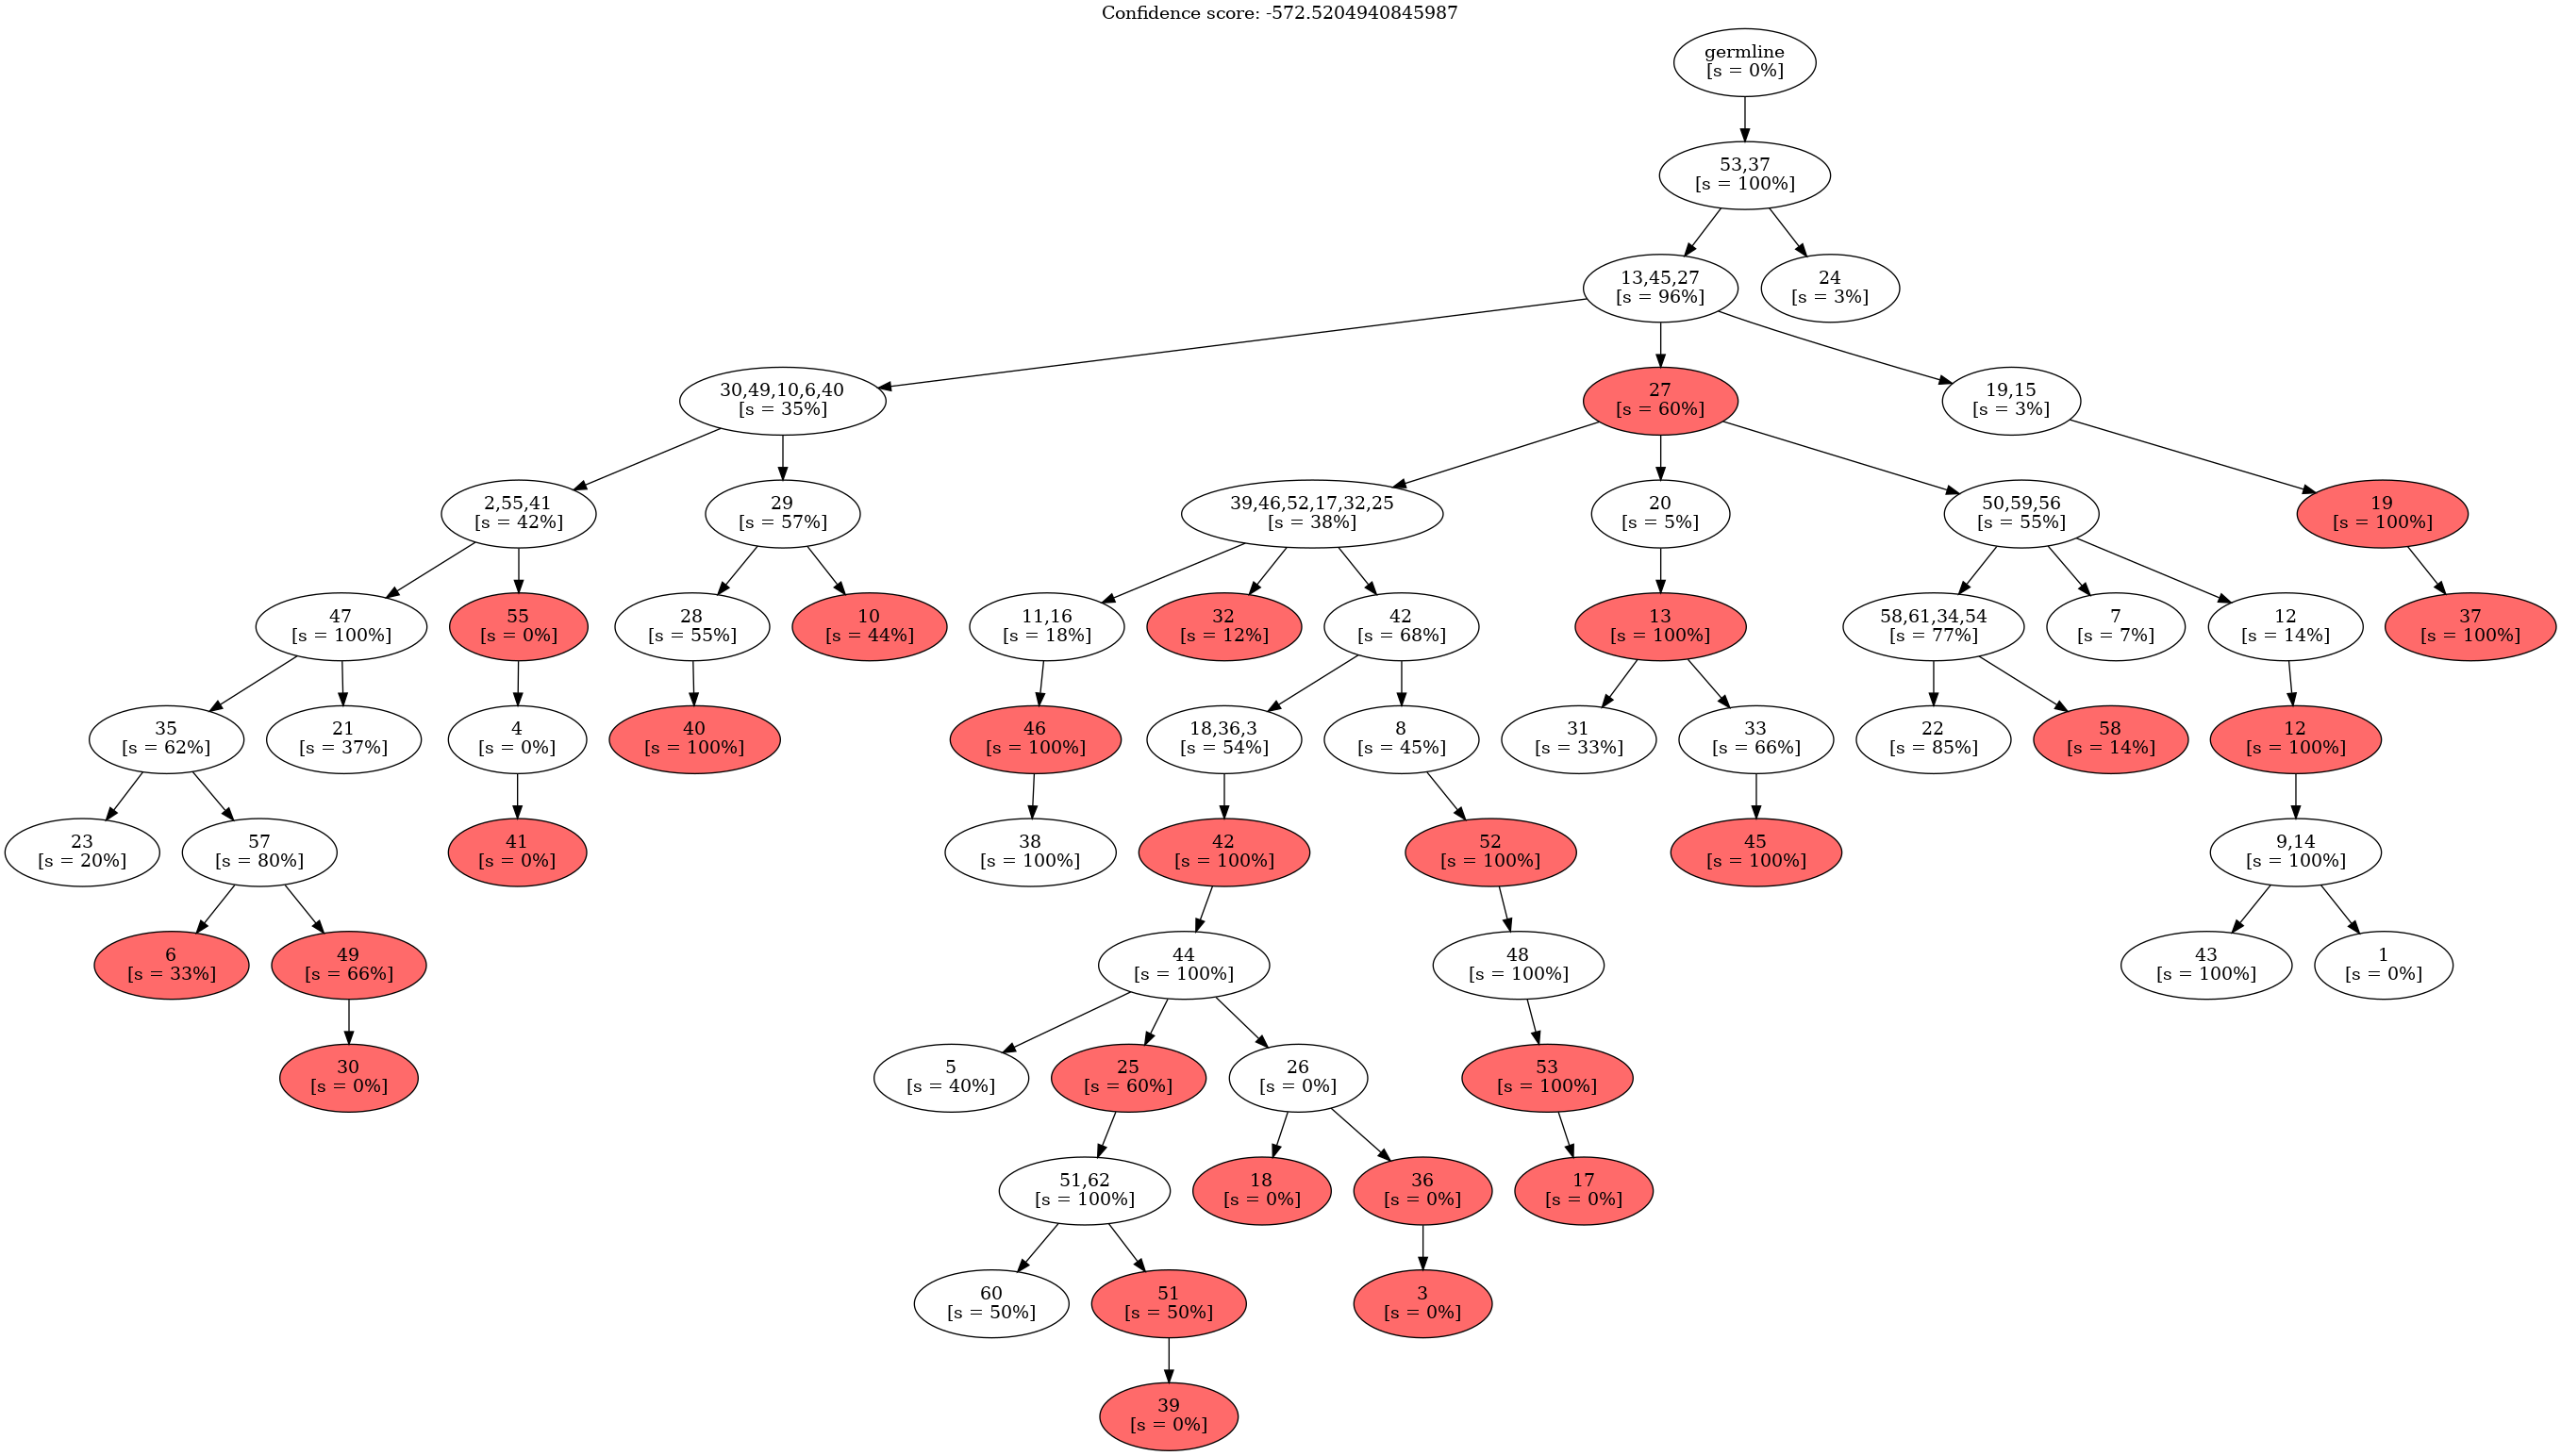 Confidence score: -572.5204940845987
germline
[s = 0%]
53,37
[s = 100%]
13,45,27
[s = 96%]
24
[s = 3%]
30,49,10,6,40
[s = 35%]
27
[s = 60%]
19,15
[s = 3%]
2,55,41
[s = 42%]
29
[s = 57%]
39,46,52,17,32,25
[s = 38%]
20
[s = 5%]
50,59,56
[s = 55%]
19
[s = 100%]
47
[s = 100%]
55
[s = 0%]
28
[s = 55%]
10
[s = 44%]
11,16
[s = 18%]
32
[s = 12%]
42
[s = 68%]
13
[s = 100%]
58,61,34,54
[s = 77%]
7
[s = 7%]
12
[s = 14%]
37
[s = 100%]
35
[s = 62%]
21
[s = 37%]
4
[s = 0%]
40
[s = 100%]
46
[s = 100%]
18,36,3
[s = 54%]
8
[s = 45%]
31
[s = 33%]
33
[s = 66%]
22
[s = 85%]
58
[s = 14%]
12
[s = 100%]
23
[s = 20%]
57
[s = 80%]
41
[s = 0%]
38
[s = 100%]
42
[s = 100%]
52
[s = 100%]
45
[s = 100%]
9,14
[s = 100%]
6
[s = 33%]
49
[s = 66%]
44
[s = 100%]
48
[s = 100%]
43
[s = 100%]
1
[s = 0%]
30
[s = 0%]
5
[s = 40%]
25
[s = 60%]
26
[s = 0%]
53
[s = 100%]
51,62
[s = 100%]
18
[s = 0%]
36
[s = 0%]
17
[s = 0%]
60
[s = 50%]
51
[s = 50%]
3
[s = 0%]
39
[s = 0%]